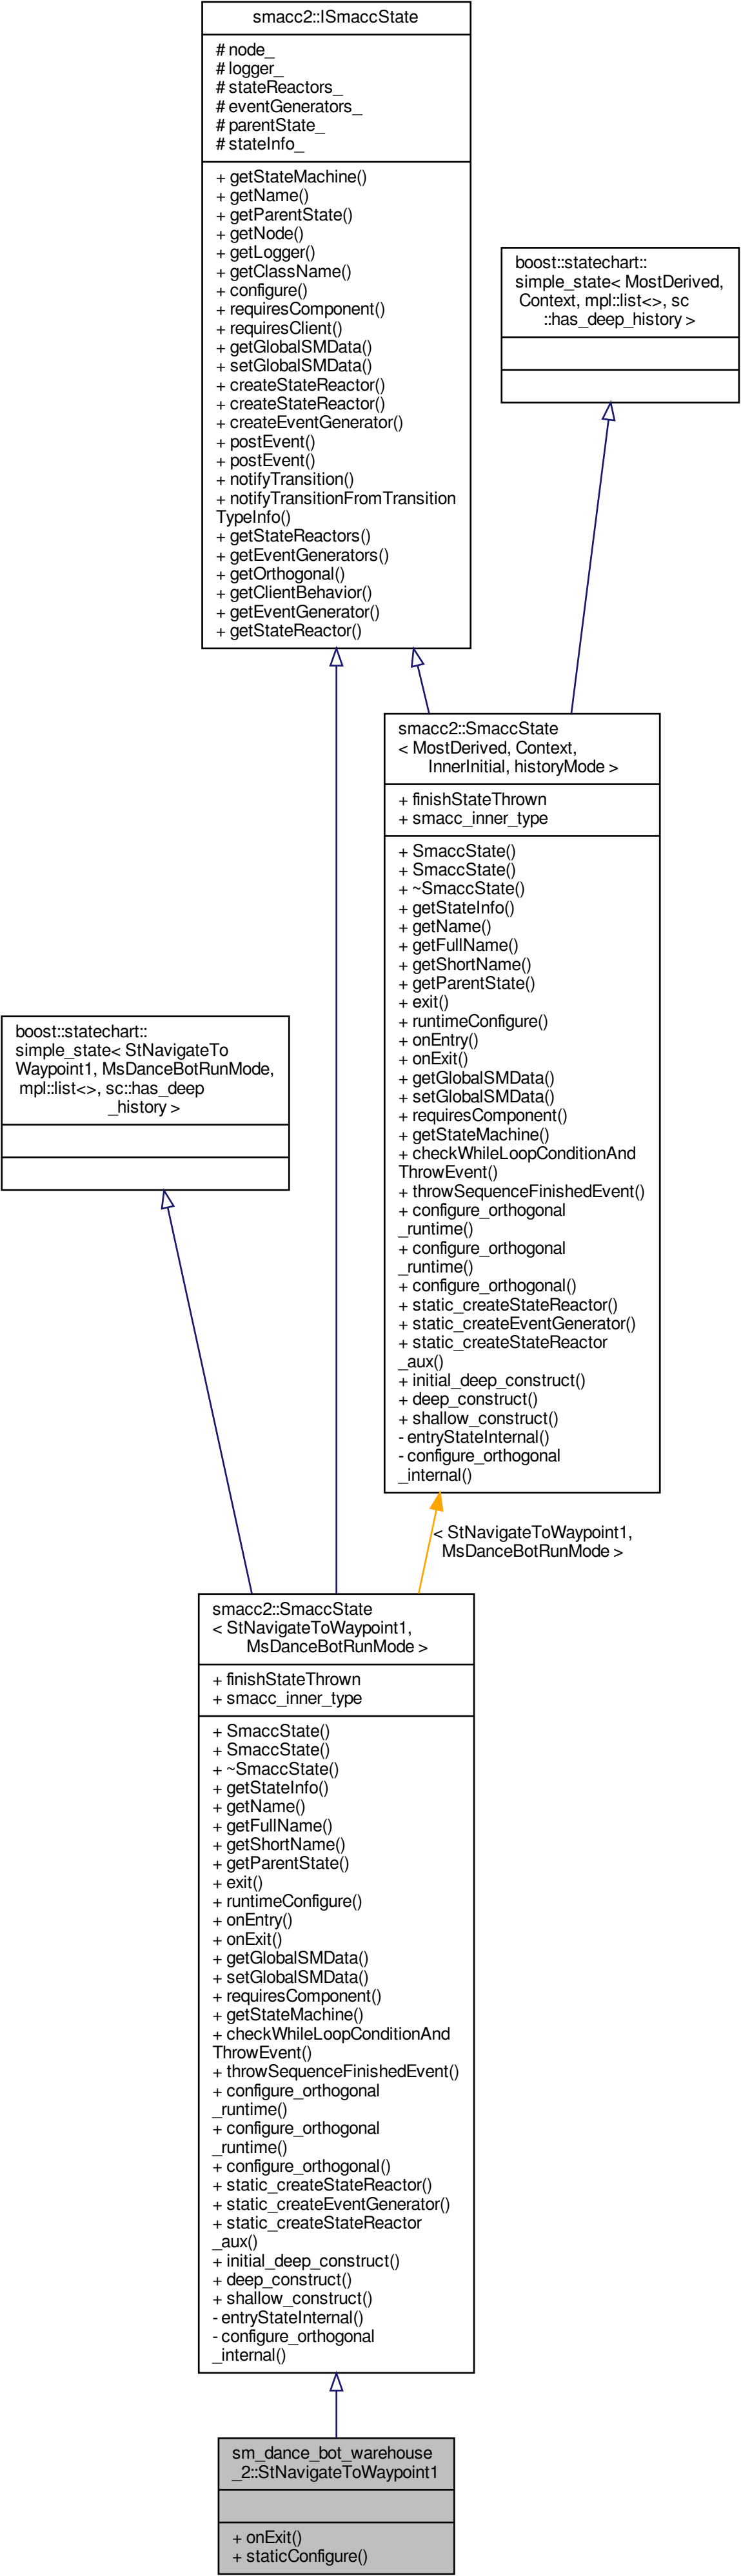 smacc2::ISmaccState
# node_
# logger_
# stateReactors_
# eventGenerators_
# parentState_
# stateInfo_
+ getStateMachine()
+ getName()
+ getParentState()
+ getNode()
+ getLogger()
+ getClassName()
+ configure()
+ requiresComponent()
+ requiresClient()
+ getGlobalSMData()
+ setGlobalSMData()
+ createStateReactor()
+ createStateReactor()
+ createEventGenerator()
+ postEvent()
+ postEvent()
+ notifyTransition()
+ notifyTransitionFromTransition
TypeInfo()
+ getStateReactors()
+ getEventGenerators()
+ getOrthogonal()
+ getClientBehavior()
+ getEventGenerator()
+ getStateReactor()
boost::statechart::
simple_state< MostDerived,
Context, mpl::list<>, sc
::has_deep_history >
smacc2::SmaccState
< MostDerived, Context,
InnerInitial, historyMode >
+ finishStateThrown
+ smacc_inner_type
+ SmaccState()
+ SmaccState()
+ ~SmaccState()
+ getStateInfo()
+ getName()
+ getFullName()
+ getShortName()
+ getParentState()
+ exit()
+ runtimeConfigure()
+ onEntry()
+ onExit()
+ getGlobalSMData()
+ setGlobalSMData()
+ requiresComponent()
+ getStateMachine()
+ checkWhileLoopConditionAnd
ThrowEvent()
+ throwSequenceFinishedEvent()
+ configure_orthogonal
_runtime()
+ configure_orthogonal
_runtime()
+ configure_orthogonal()
+ static_createStateReactor()
+ static_createEventGenerator()
+ static_createStateReactor
_aux()
+ initial_deep_construct()
+ deep_construct()
+ shallow_construct()
- entryStateInternal()
- configure_orthogonal
_internal()
boost::statechart::
simple_state< StNavigateTo
Waypoint1, MsDanceBotRunMode,
mpl::list<>, sc::has_deep
_history >
< StNavigateToWaypoint1,
MsDanceBotRunMode >
smacc2::SmaccState
< StNavigateToWaypoint1,
MsDanceBotRunMode >
+ finishStateThrown
+ smacc_inner_type
+ SmaccState()
+ SmaccState()
+ ~SmaccState()
+ getStateInfo()
+ getName()
+ getFullName()
+ getShortName()
+ getParentState()
+ exit()
+ runtimeConfigure()
+ onEntry()
+ onExit()
+ getGlobalSMData()
+ setGlobalSMData()
+ requiresComponent()
+ getStateMachine()
+ checkWhileLoopConditionAnd
ThrowEvent()
+ throwSequenceFinishedEvent()
+ configure_orthogonal
_runtime()
+ configure_orthogonal
_runtime()
+ configure_orthogonal()
+ static_createStateReactor()
+ static_createEventGenerator()
+ static_createStateReactor
_aux()
+ initial_deep_construct()
+ deep_construct()
+ shallow_construct()
- entryStateInternal()
- configure_orthogonal
_internal()
sm_dance_bot_warehouse
_2::StNavigateToWaypoint1
+ onExit()
+ staticConfigure()